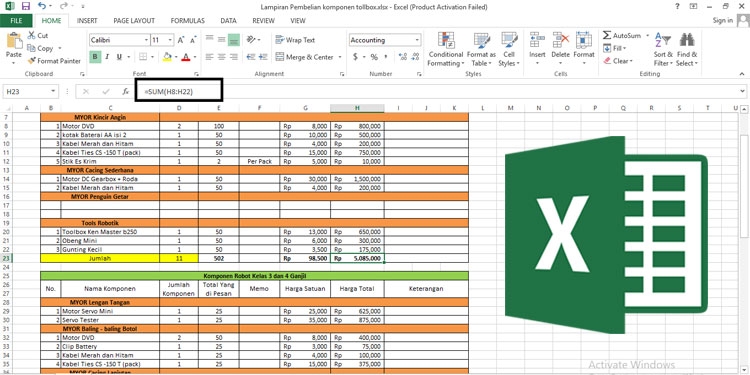 Lampiran Pembelian komponen tollbox.xlsx - Excel (Product Activation Failed)
FILE HOME INSERT PAGE LAYOUT FORMULAS DATA REVIEW VIEW Sign in
Cut
Copy
Format Painter
Paste
Calibri 11
B I U
Wrap Text
Merge & Center
Accounting
Conditional Formatting
Format as Table
Cell Styles
Insert Delete Format
AutoSum
Fill
Clear
Sort & Filter
Find & Select
Clipboard Font Alignment Number Styles Cells Editing
H23 fx =SUM(H8:H22)
A B C D E F G H I J K L M N O P Q R S T U
7 MYOR Kincir Angin
8 1 Motor DVD 2 100 Rp 8,000 Rp 800,000
9 2 kotak Baterai AA isi 2 1 50 Rp 10,000 Rp 500,000
10 3 Kabel Merah dan Hitam 1 50 Rp 4,000 Rp 200,000
11 4 Kabel Ties CS -150 T (pack) 1 50 Rp 15,000 Rp 750,000
12 5 Stik Es Krim 1 2 Per Pack Rp 5,000 Rp 10,000
13 MYOR Cacing Sederhana
14 1 Motor DC Gearbox + Roda 1 50 Rp 30,000 Rp 1,500,000
15 2 Kabel Merah dan Hitam 1 50 Rp 4,000 Rp 200,000
16 MYOR Penguin Getar
17
18
19 Tools Robotik
20 1 Toolbox Ken Master b250 1 50 Rp 13,000 Rp 650,000
21 2 Obeng Mini 1 50 Rp 6,000 Rp 300,000
22 3 Gunting Kecil 1 50 Rp 3,500 Rp 175,000
23 Jumlah 11 502 Rp 98,500 Rp 5,085,000
24
25 Komponen Robot Kelas 3 dan 4 Ganjil
26 No. Nama Komponen Jumlah Komponen Total Yang di Pesan Memo Harga Satuan Harga Total Keterangan
27
28 MYOR Lengan Tangan
29 1 Motor Servo Mini 1 25 Rp 25,000 Rp 625,000
30 2 Servo Tester 1 25 Rp 35,000 Rp 875,000
31 MYOR Baling - baling Botol
32 1 Motor DVD 2 50 Rp 8,000 Rp 400,000
33 2 Clip Battery 1 25 Rp 3,000 Rp 75,000
34 3 Kabel Merah dan Hitam 1 25 Rp 4,000 Rp 100,000
35 4 Kabel Ties CS -150 T (pack) 1 25 Rp 15,000 Rp 375,000
36 MYOR Cacing Lanjutan
X
Activate Windows